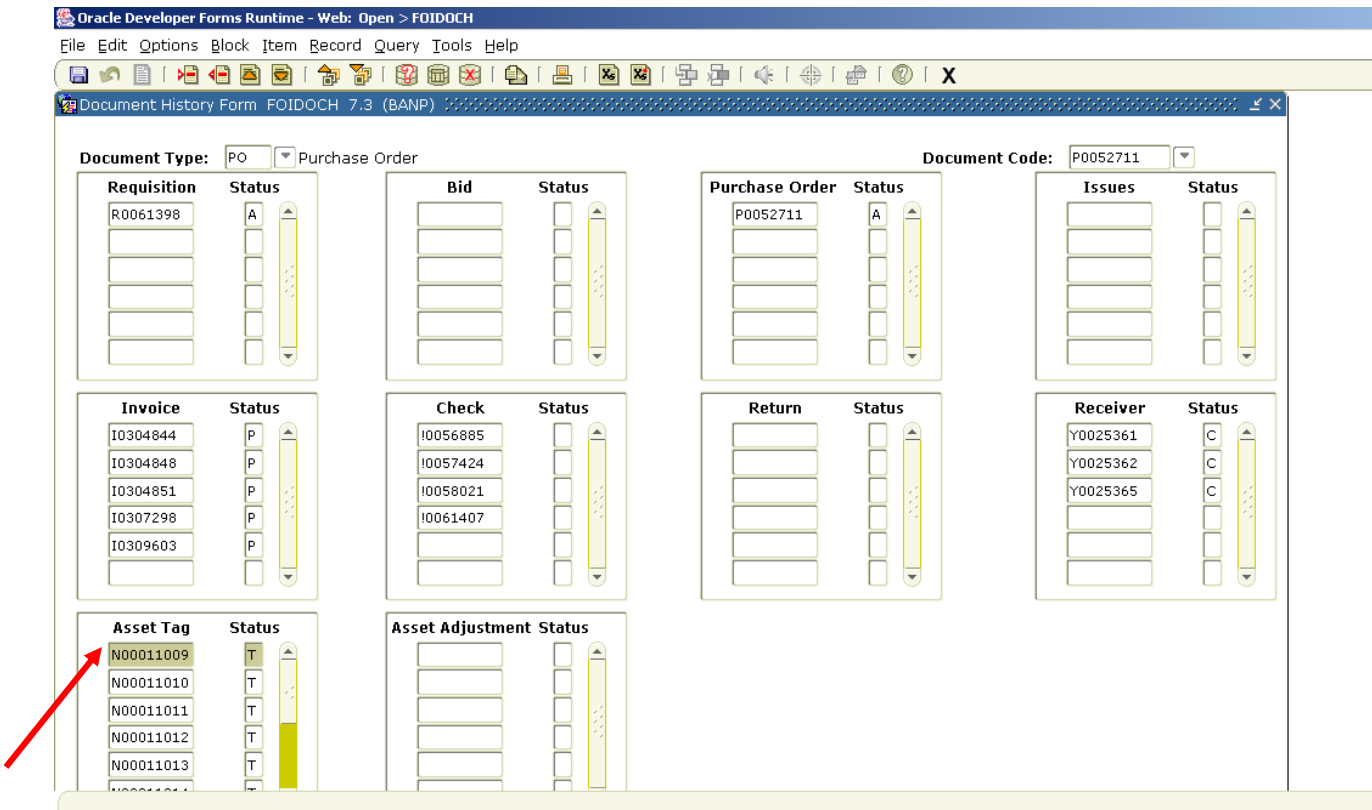 Oracle Developer Forms Runtime - Web: Open > FOIDOCH
File Edit Options Block Item Record Query Tools Help
X
Document History Form FOIDOCH 7.3 (BANP)
Document Type: PO Purchase Order Document Code: P0052711
Requisition Status Bid Status Purchase Order Status Issues Status
R0061398 A P0052711 A
Invoice Status Check Status Return Status Receiver Status
I0304844 P !0056885 Y0025361 C
I0304848 P !0057424 Y0025362 C
I0304851 P !0058021 Y0025365 C
I0307298 P !0061407
I0309603 P
Asset Tag Status Asset Adjustment Status
N00011009 T
N00011010 T
N00011011 T
N00011012 T
N00011013 T